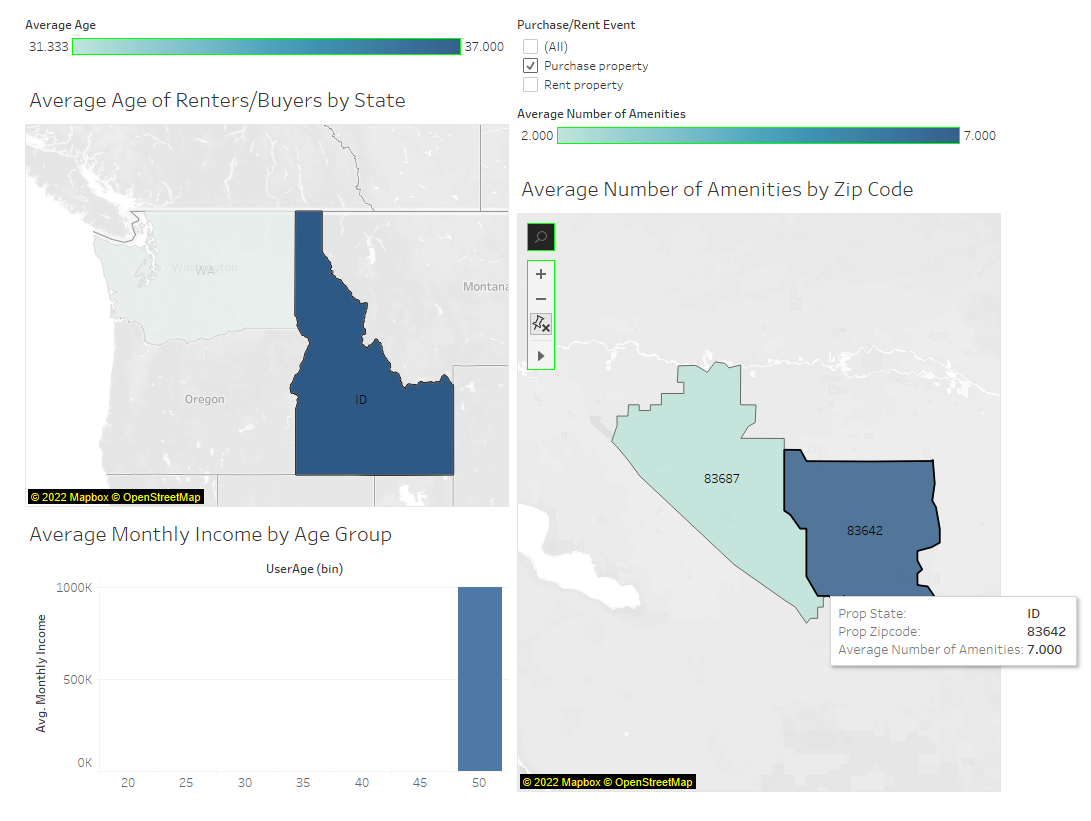 Average Age
31.333 37.000
Average Age of Renters/Buyers by State
Washington
WA
Montana
Oregon
ID
© 2022 Mapbox © OpenStreetMap
Average Monthly Income by Age Group
UserAge (bin)
Avg. Monthly Income
1000K
500K
0K
20 25 30 35 40 45 50
Purchase/Rent Event
(All)
Purchase property
Rent property
Average Number of Amenities
2.000 7.000
Average Number of Amenities by Zip Code
83687
83642
Prop State: ID
Prop Zipcode: 83642
Average Number of Amenities: 7.000
© 2022 Mapbox © OpenStreetMap